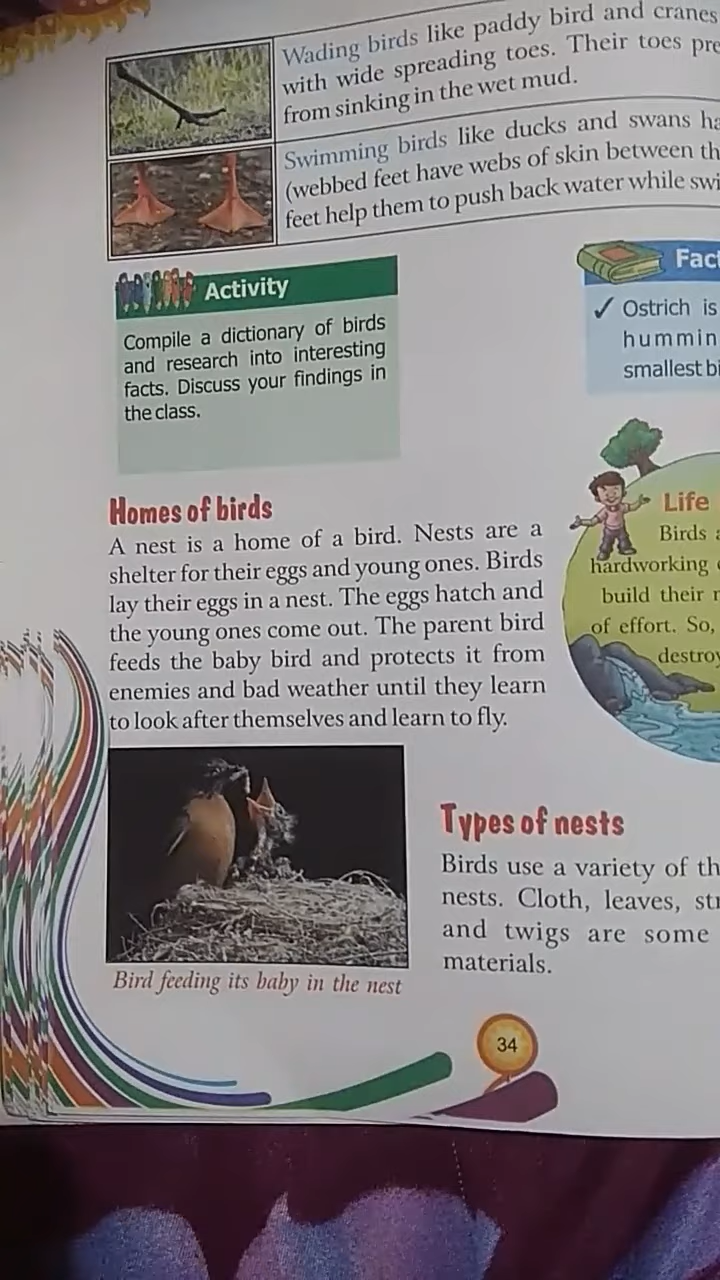 Wading birds like paddy bird and cranes
with wide spreading toes. Their toes
from sinking in the wet mud.
Swimming birds like ducks and swans
(webbed feet have webs of skin between
feet help them to push back water while
Activity
Compile a dictionary of birds
and research into interesting
facts. Discuss your findings in
the class.
Fact
✓ Ostrich is
hummin
smallest
Homes of birds
A nest is a home of a bird. Nests are a
shelter for their eggs and young ones. Birds
lay their eggs in a nest. The eggs hatch and
the young ones come out. The parent bird
feeds the baby bird and protects it from
enemies and bad weather until they learn
to look after themselves and learn to fly.
Life
Birds
hardworking
build their
of effort. So,
destroy
Bird feeding its baby in the nest
Types of nests
Birds use a variety of
nests. Cloth, leaves,
and twigs are some
materials.
34